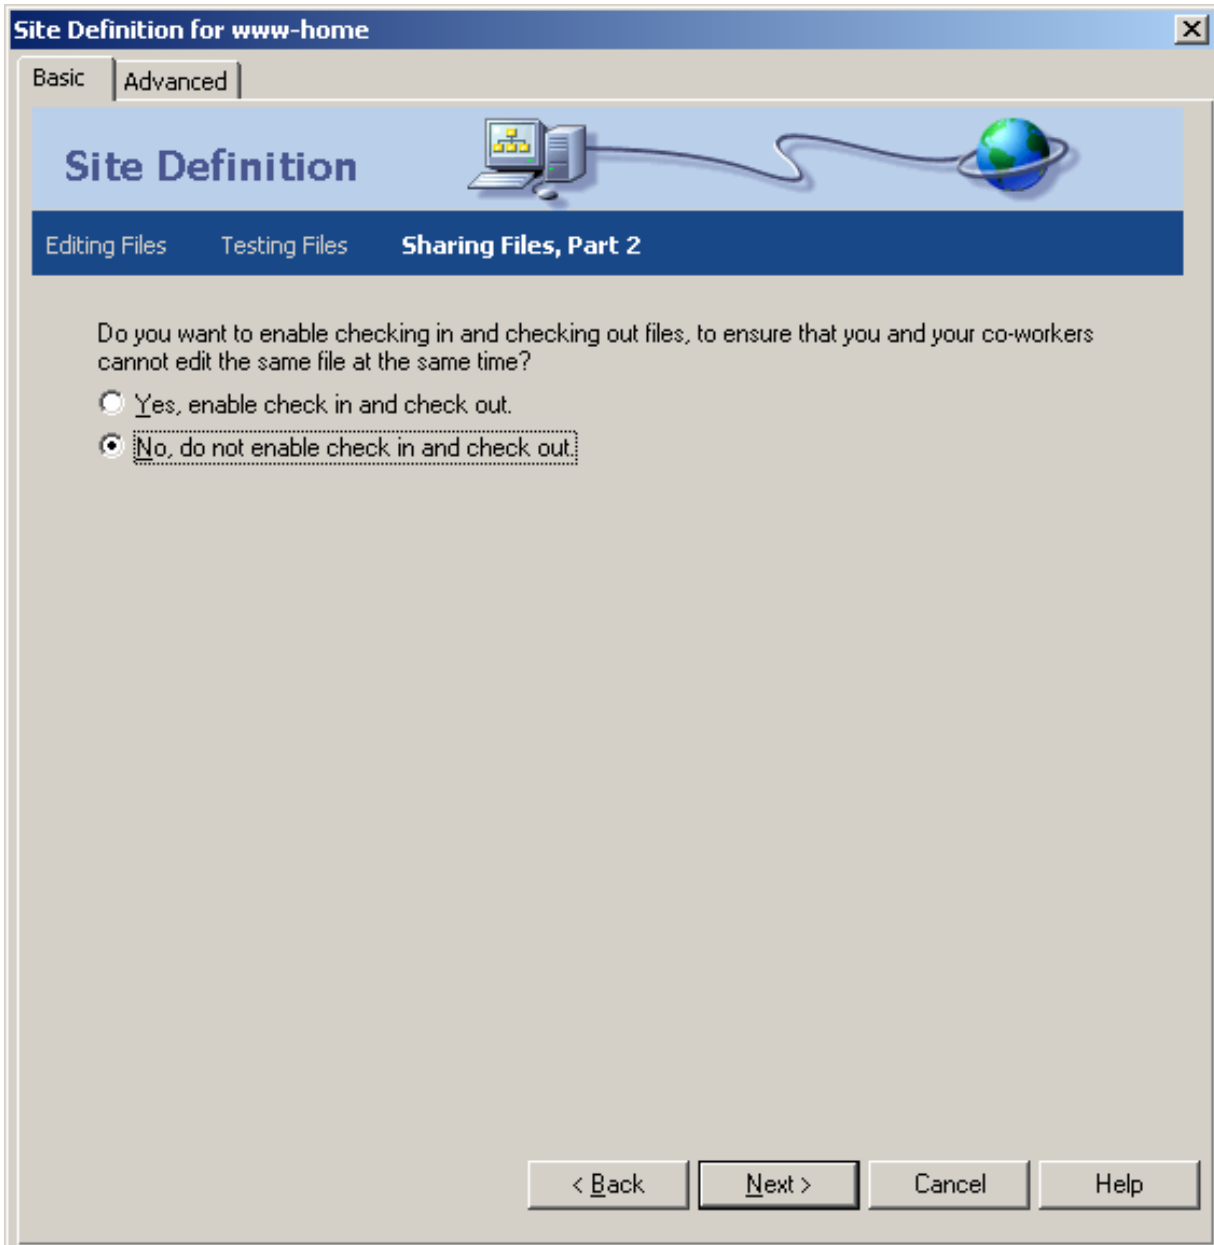 Site Definition for www-home
Basic Advanced
Site Definition
Editing Files Testing Files Sharing Files, Part 2
Do you want to enable checking in and checking out files, to ensure that you and your co-workers
cannot edit the same file at the same time?
Yes, enable check in and check out.
No, do not enable check in and check out.
< Back Next > Cancel Help